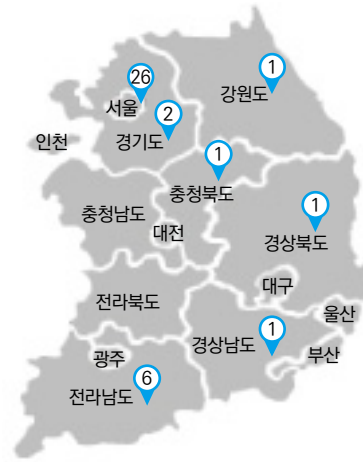 26
서울
1
강원도
2
경기도
인천
1
충청북도
충청남도
대전
1
경상북도
대구
전라북도
울산
1
경상남도
부산
광주
6
전라남도